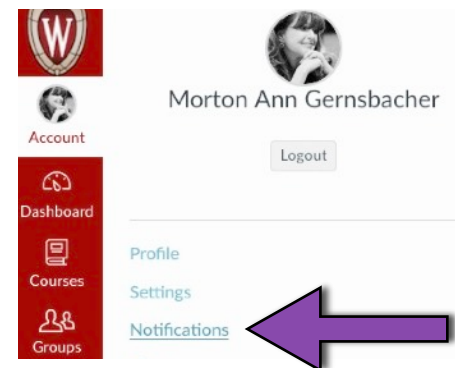 W
Morton Ann Gernsbacher
Account
Logout
Dashboard
Profile
Courses
Settings
Notifications
Groups